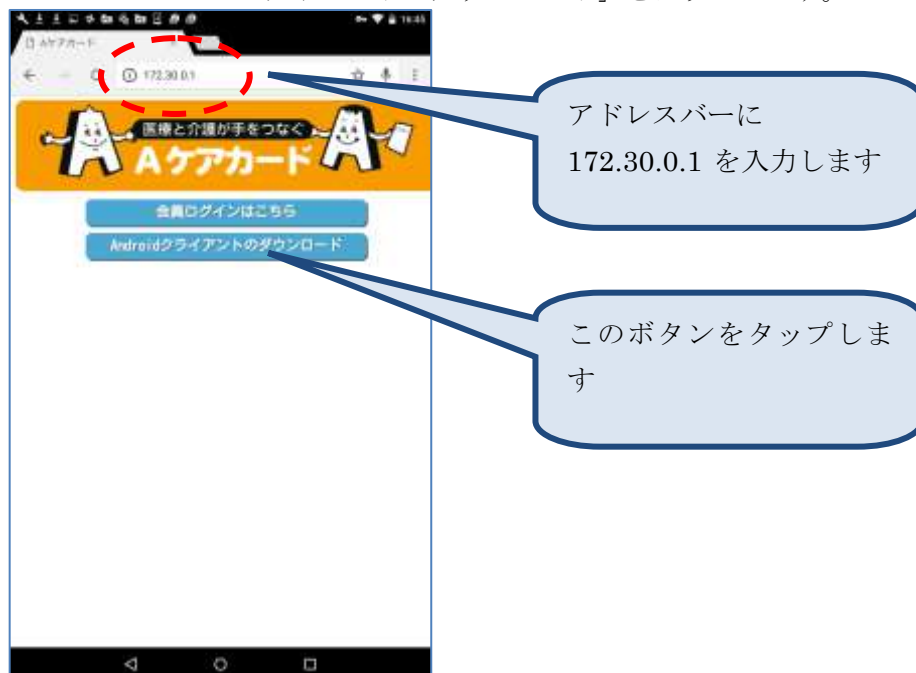 16:45
Aケアカード
172.30.0.1
医療と介護が手をつなぐ
Aケアカード
会員ログインはこちら
Androidクライアントのダウンロード
アドレスバーに
172.30.0.1 を入力します
このボタンをタップしま
す